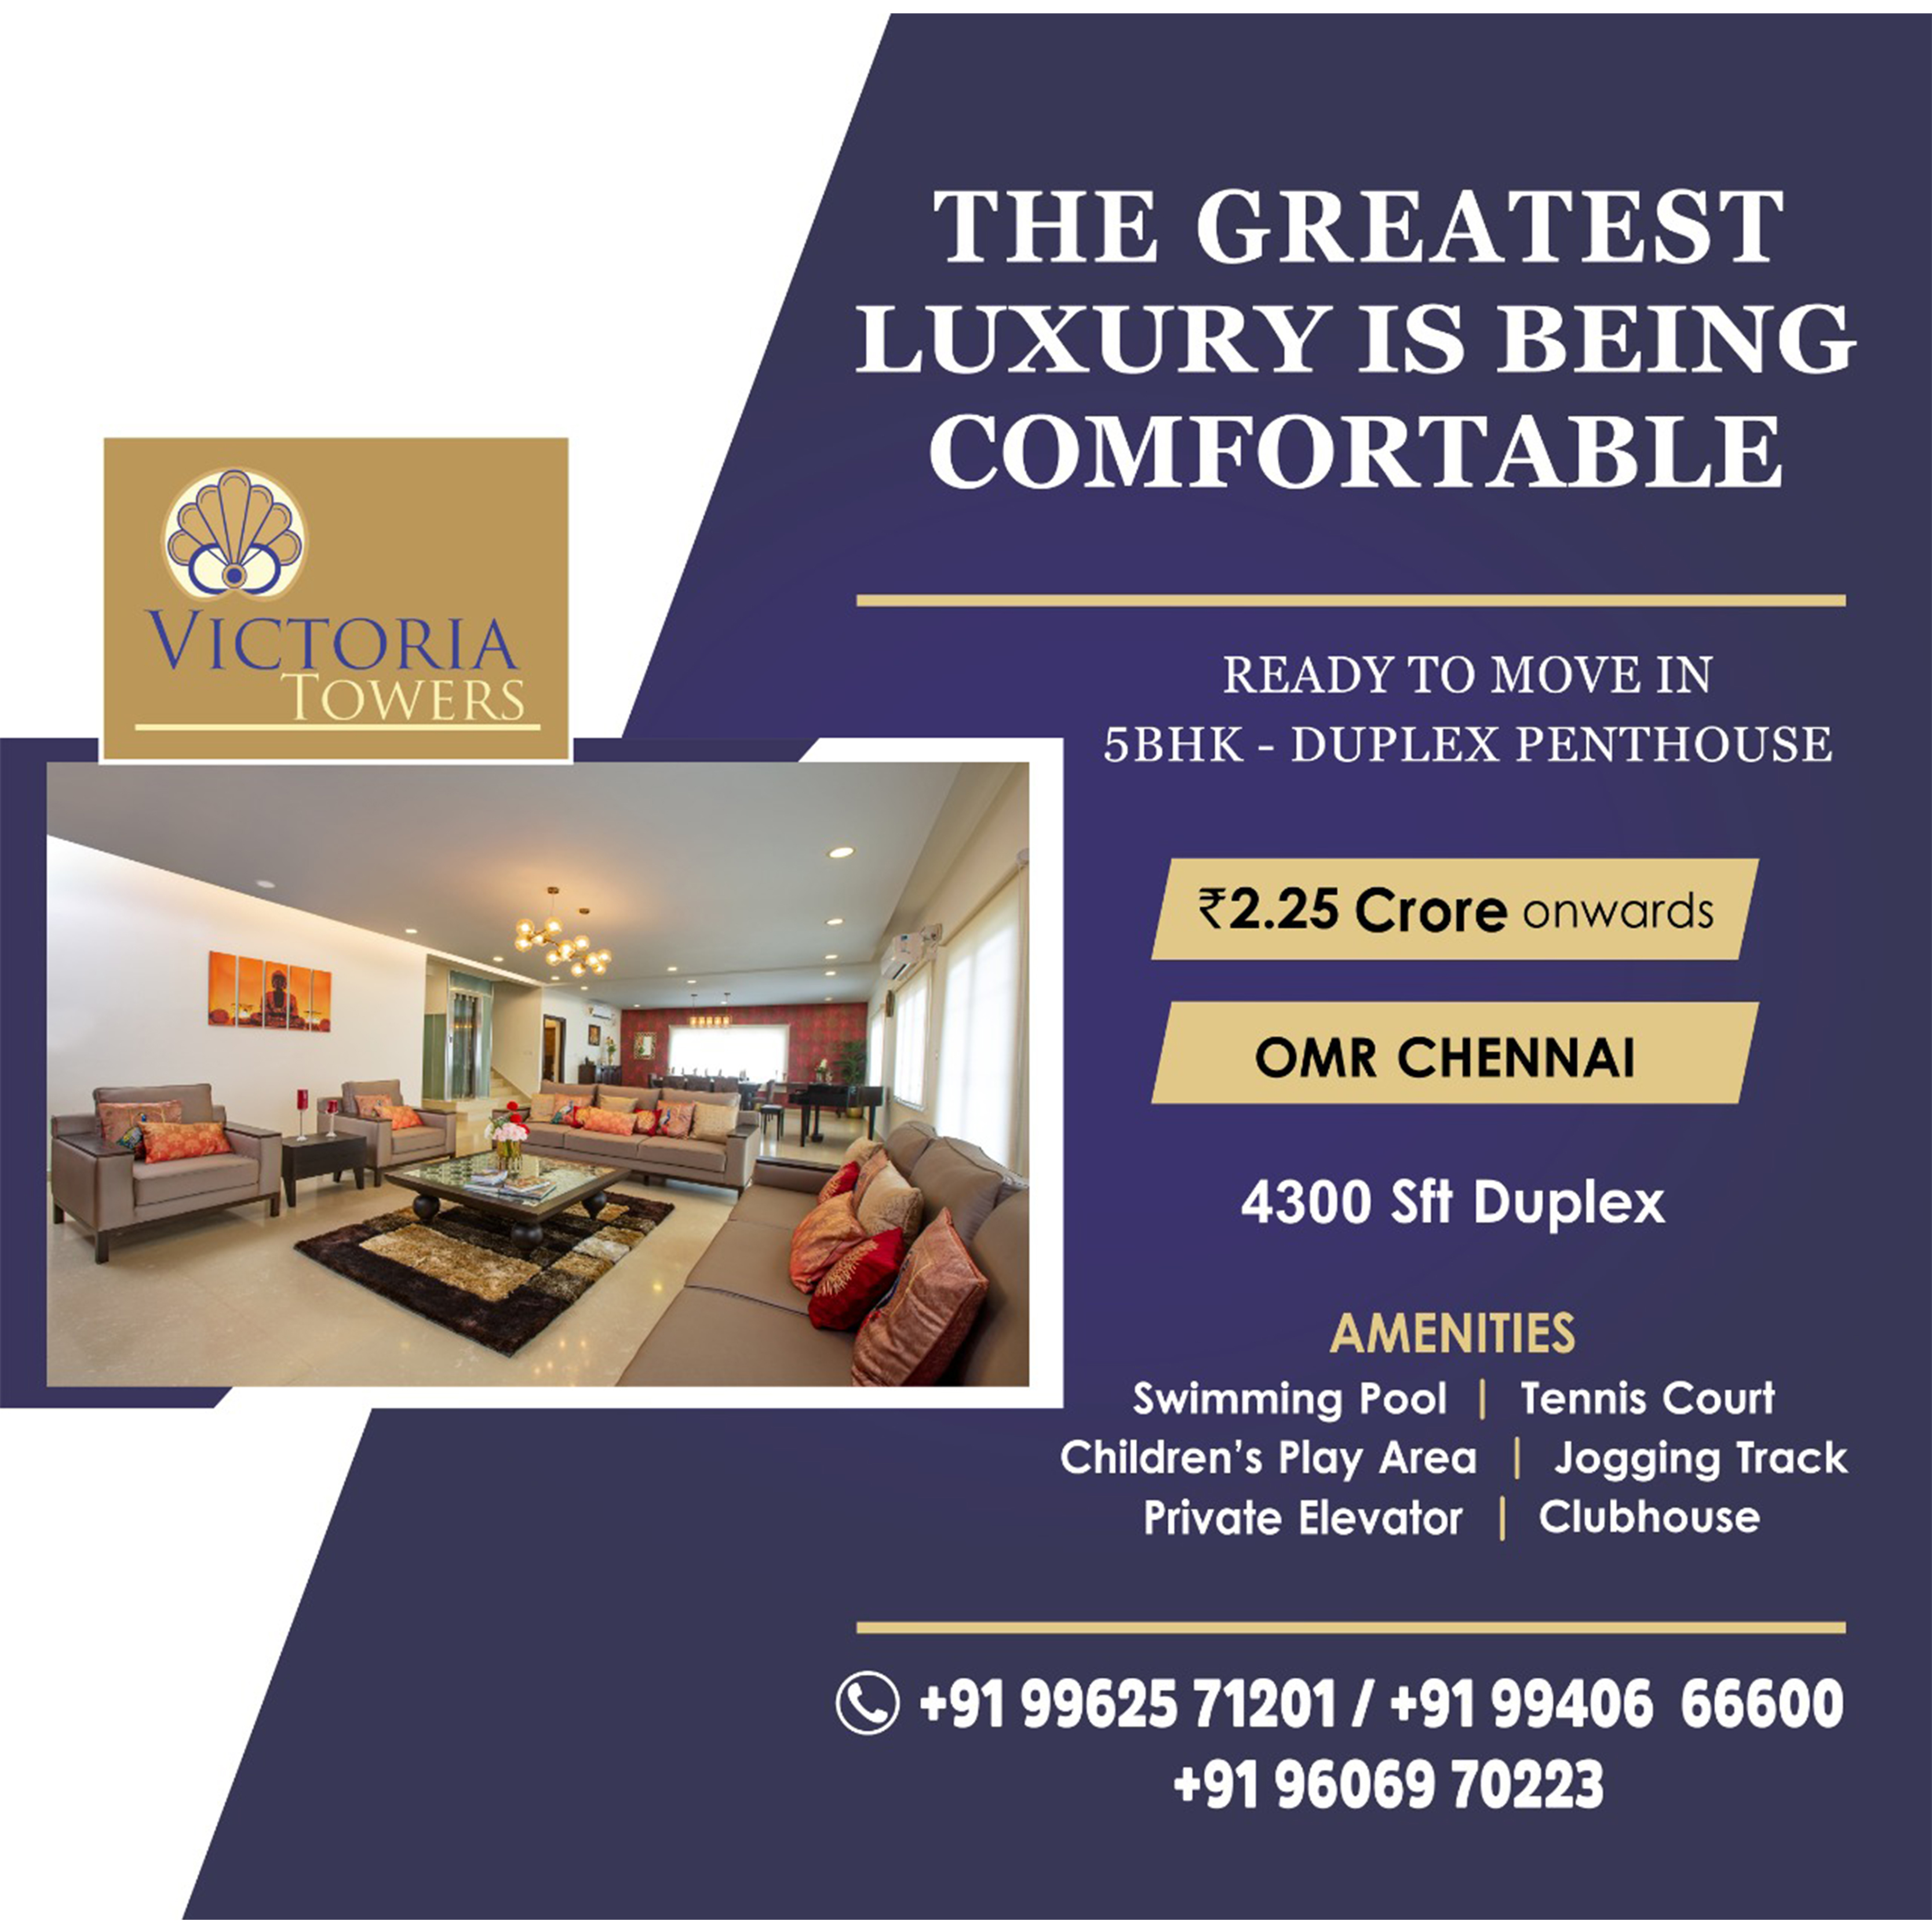 THE GREATEST
LUXURY IS BEING
COMFORTABLE
VICTORIA
TOWERS
READY TO MOVE IN
5BHK - DUPLEX PENTHOUSE
₹2.25 Crore onwards
OMR CHENNAI
4300 Sft Duplex
AMENITIES
Swimming Pool | Tennis Court
Children's Play Area | Jogging Track
Private Elevator | Clubhouse
+91 99625 71201 / +91 99406 66600
+91 96069 70223